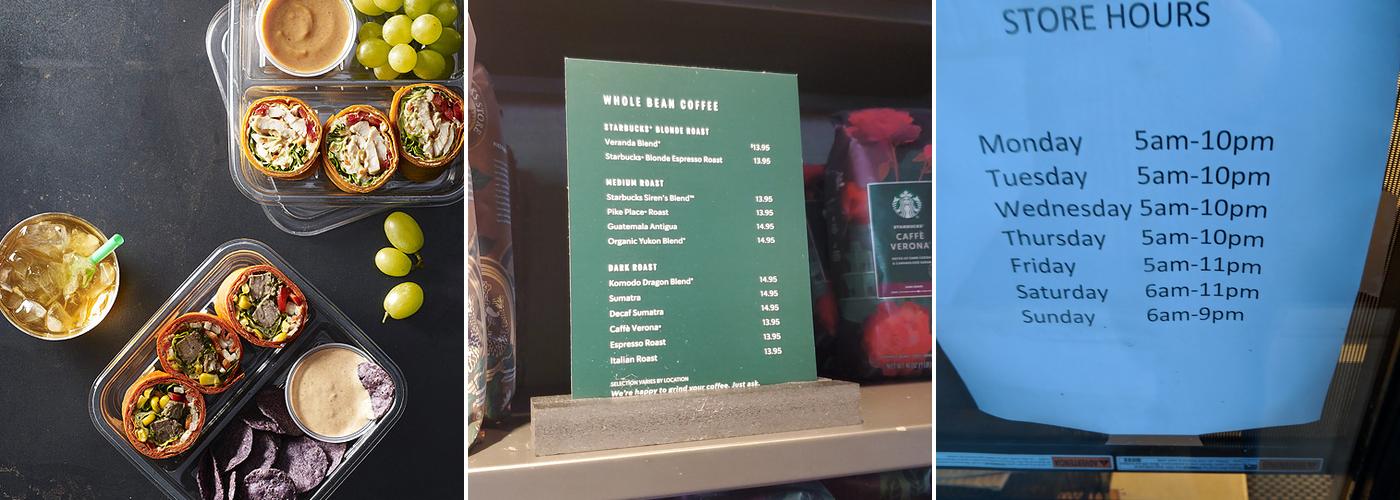 WHOLE BEAN COFFEE
STARBUCKS® BLONDE ROAST
Veranda Blend® $13.95
Starbucks® Blonde Espresso Roast 13.95
MEDIUM ROAST
Starbucks Siren's Blend™ 13.95
Pike Place® Roast 13.95
Guatemala Antigua 14.95
Organic Yukon Blend® 14.95
DARK ROAST
Komodo Dragon Blend® 14.95
Sumatra 14.95
Decaf Sumatra 14.95
Caffè Verona® 13.95
Espresso Roast 13.95
Italian Roast 13.95
SELECTION VARIES BY LOCATION
We're happy to grind your coffee. Just ask.
STARBUCKS
CAFFÈ
VERONA
STORE HOURS
Monday 5am-10pm
Tuesday 5am-10pm
Wednesday 5am-10pm
Thursday 5am-10pm
Friday 5am-11pm
Saturday 6am-11pm
Sunday 6am-9pm
ADVERTENCIA